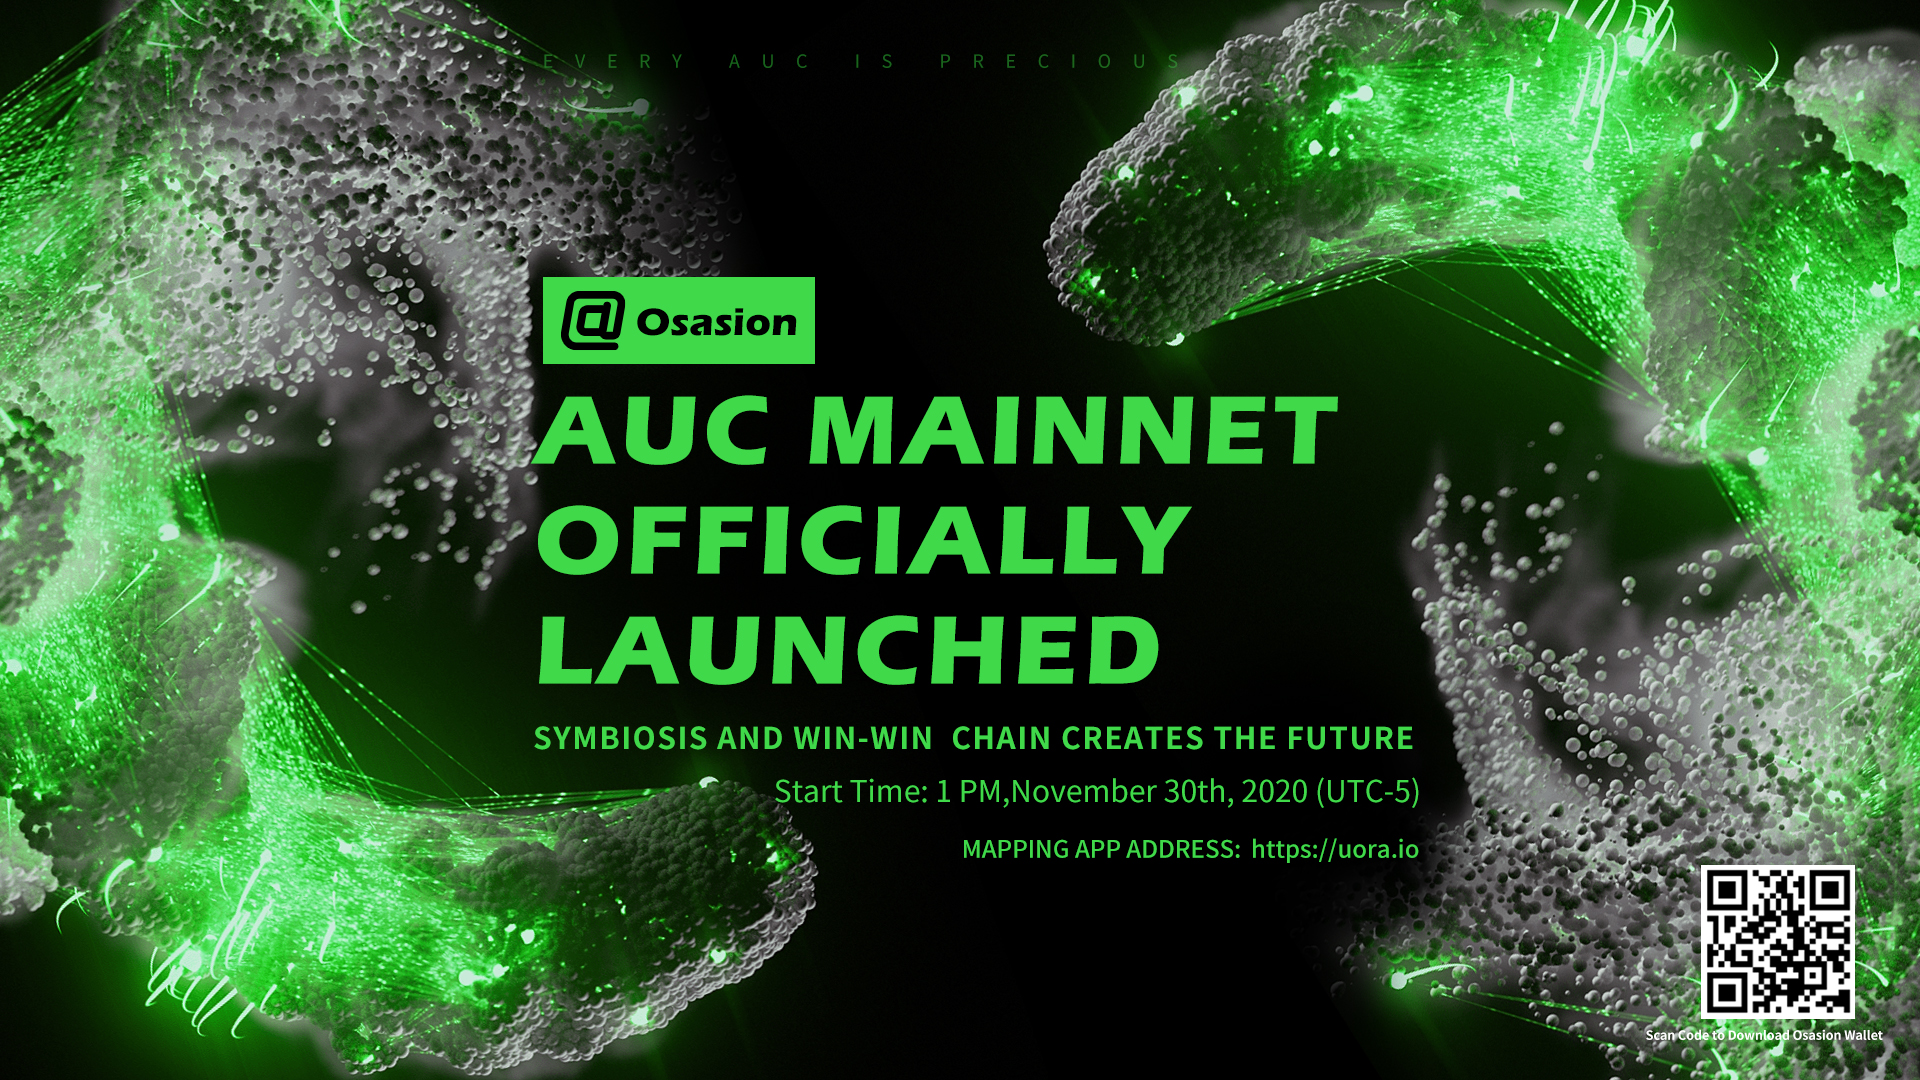 EVERY AUC IS PRECIOUS
Osasion
AUC MAINNET
OFFICIALLY
LAUNCHED
SYMBIOSIS AND WIN-WIN  CHAIN CREATES THE FUTURE
Start Time: 1 PM,November 30th, 2020 (UTC-5)
MAPPING APP ADDRESS:  https://uora.io
Scan Code to Download Osasion Wallet